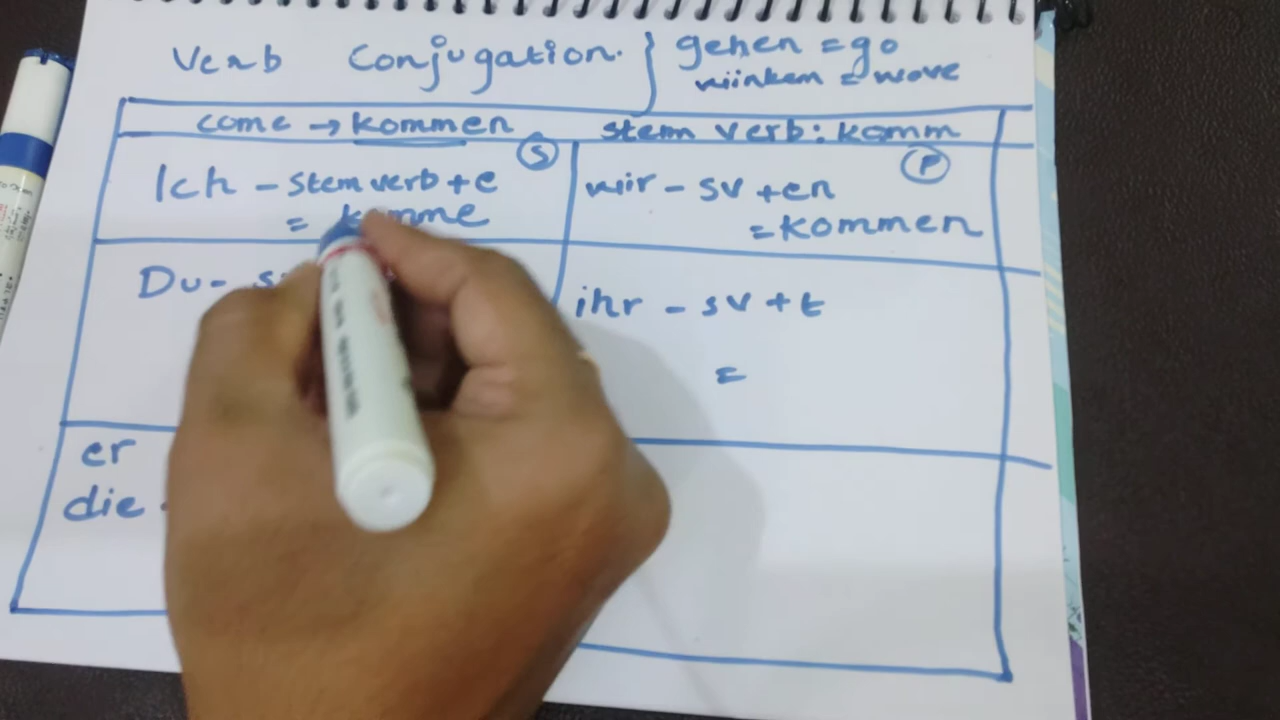 Verb Conjugation.
gehen = go
winken = wave
come → kommen
stem verb: komm
S
P
Ich - stem verb + e
= komme
wir - sv + en
= kommen
Du -
ihr - sv + t
=
er
die -